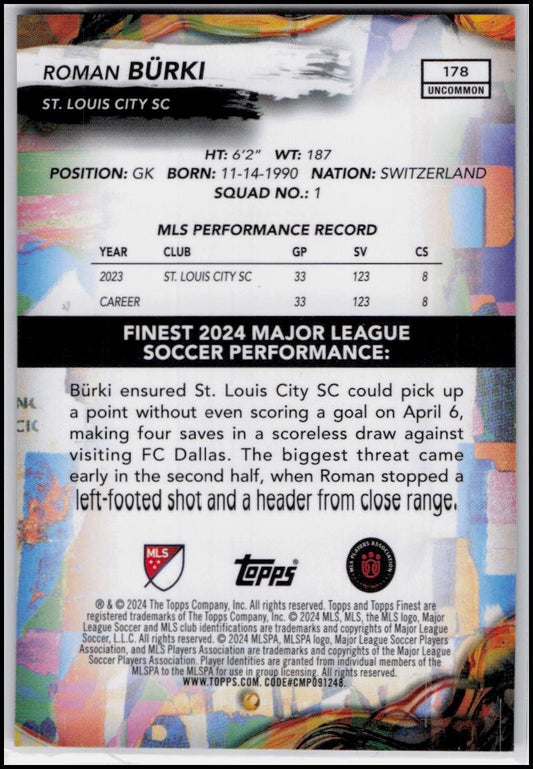 ROMAN BÜRKI
ST. LOUIS CITY SC
178
UNCOMMON
HT: 6'2" WT: 187
POSITION: GK BORN: 11-14-1990 NATION: SWITZERLAND
SQUAD NO.: 1
MLS PERFORMANCE RECORD
YEAR CLUB GP SV CS
2023 ST. LOUIS CITY SC 33 123 8
CAREER 33 123 8
FINEST 2024 MAJOR LEAGUE
SOCCER PERFORMANCE:
Bürki ensured St. Louis City SC could pick up
a point without even scoring a goal on April 6,
making four saves in a scoreless draw against
visiting FC Dallas. The biggest threat came
early in the second half, when Roman stopped a
left-footed shot and a header from close range.
MLS
Topps®
MLS PLAYERS ASSOCIATION
® & © 2024 The Topps Company, Inc. All rights reserved. Topps and Topps Finest are
registered trademarks of The Topps Company, Inc. © 2024 MLS, MLS, the MLS logo, Major
League Soccer and MLS club identifications are trademarks and copyrights of Major League
Soccer, L.L.C. All rights reserved. © 2024 MLSPA, MLSPA logo, Major League Soccer Players
Association, and MLS Players Association are trademarks and copyrights of the Major League
Soccer Players Association. Player Identities are granted from individual members of the
MLSPA to the MLSPA for use in group licensing. All rights reserved.
WWW.TOPPS.COM. CODE#CMP091248.